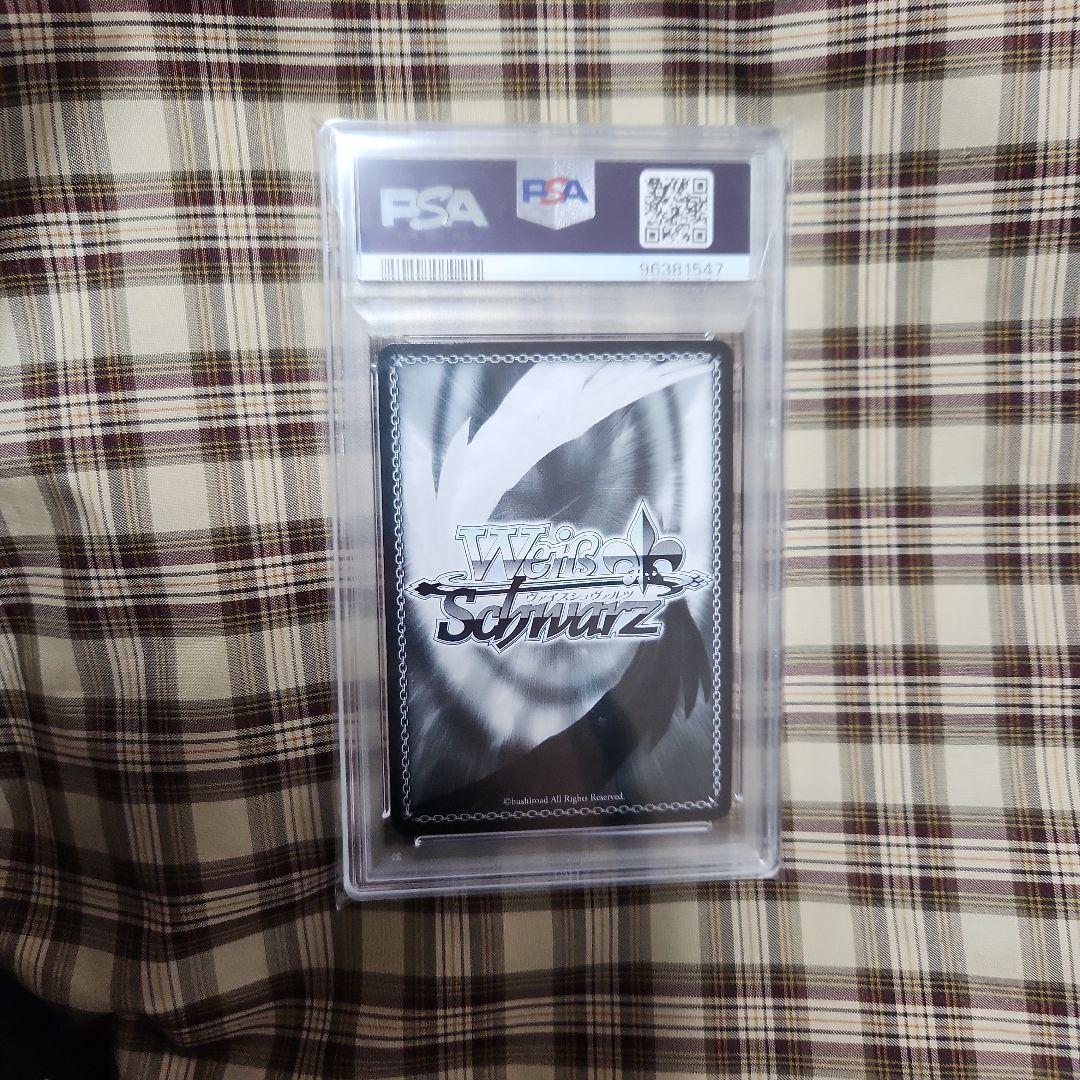 PSA
PSA
96381547
Weiß
ヴァイスシュヴァルツ
Schwarz
©bushiroad All Rights Reserved.